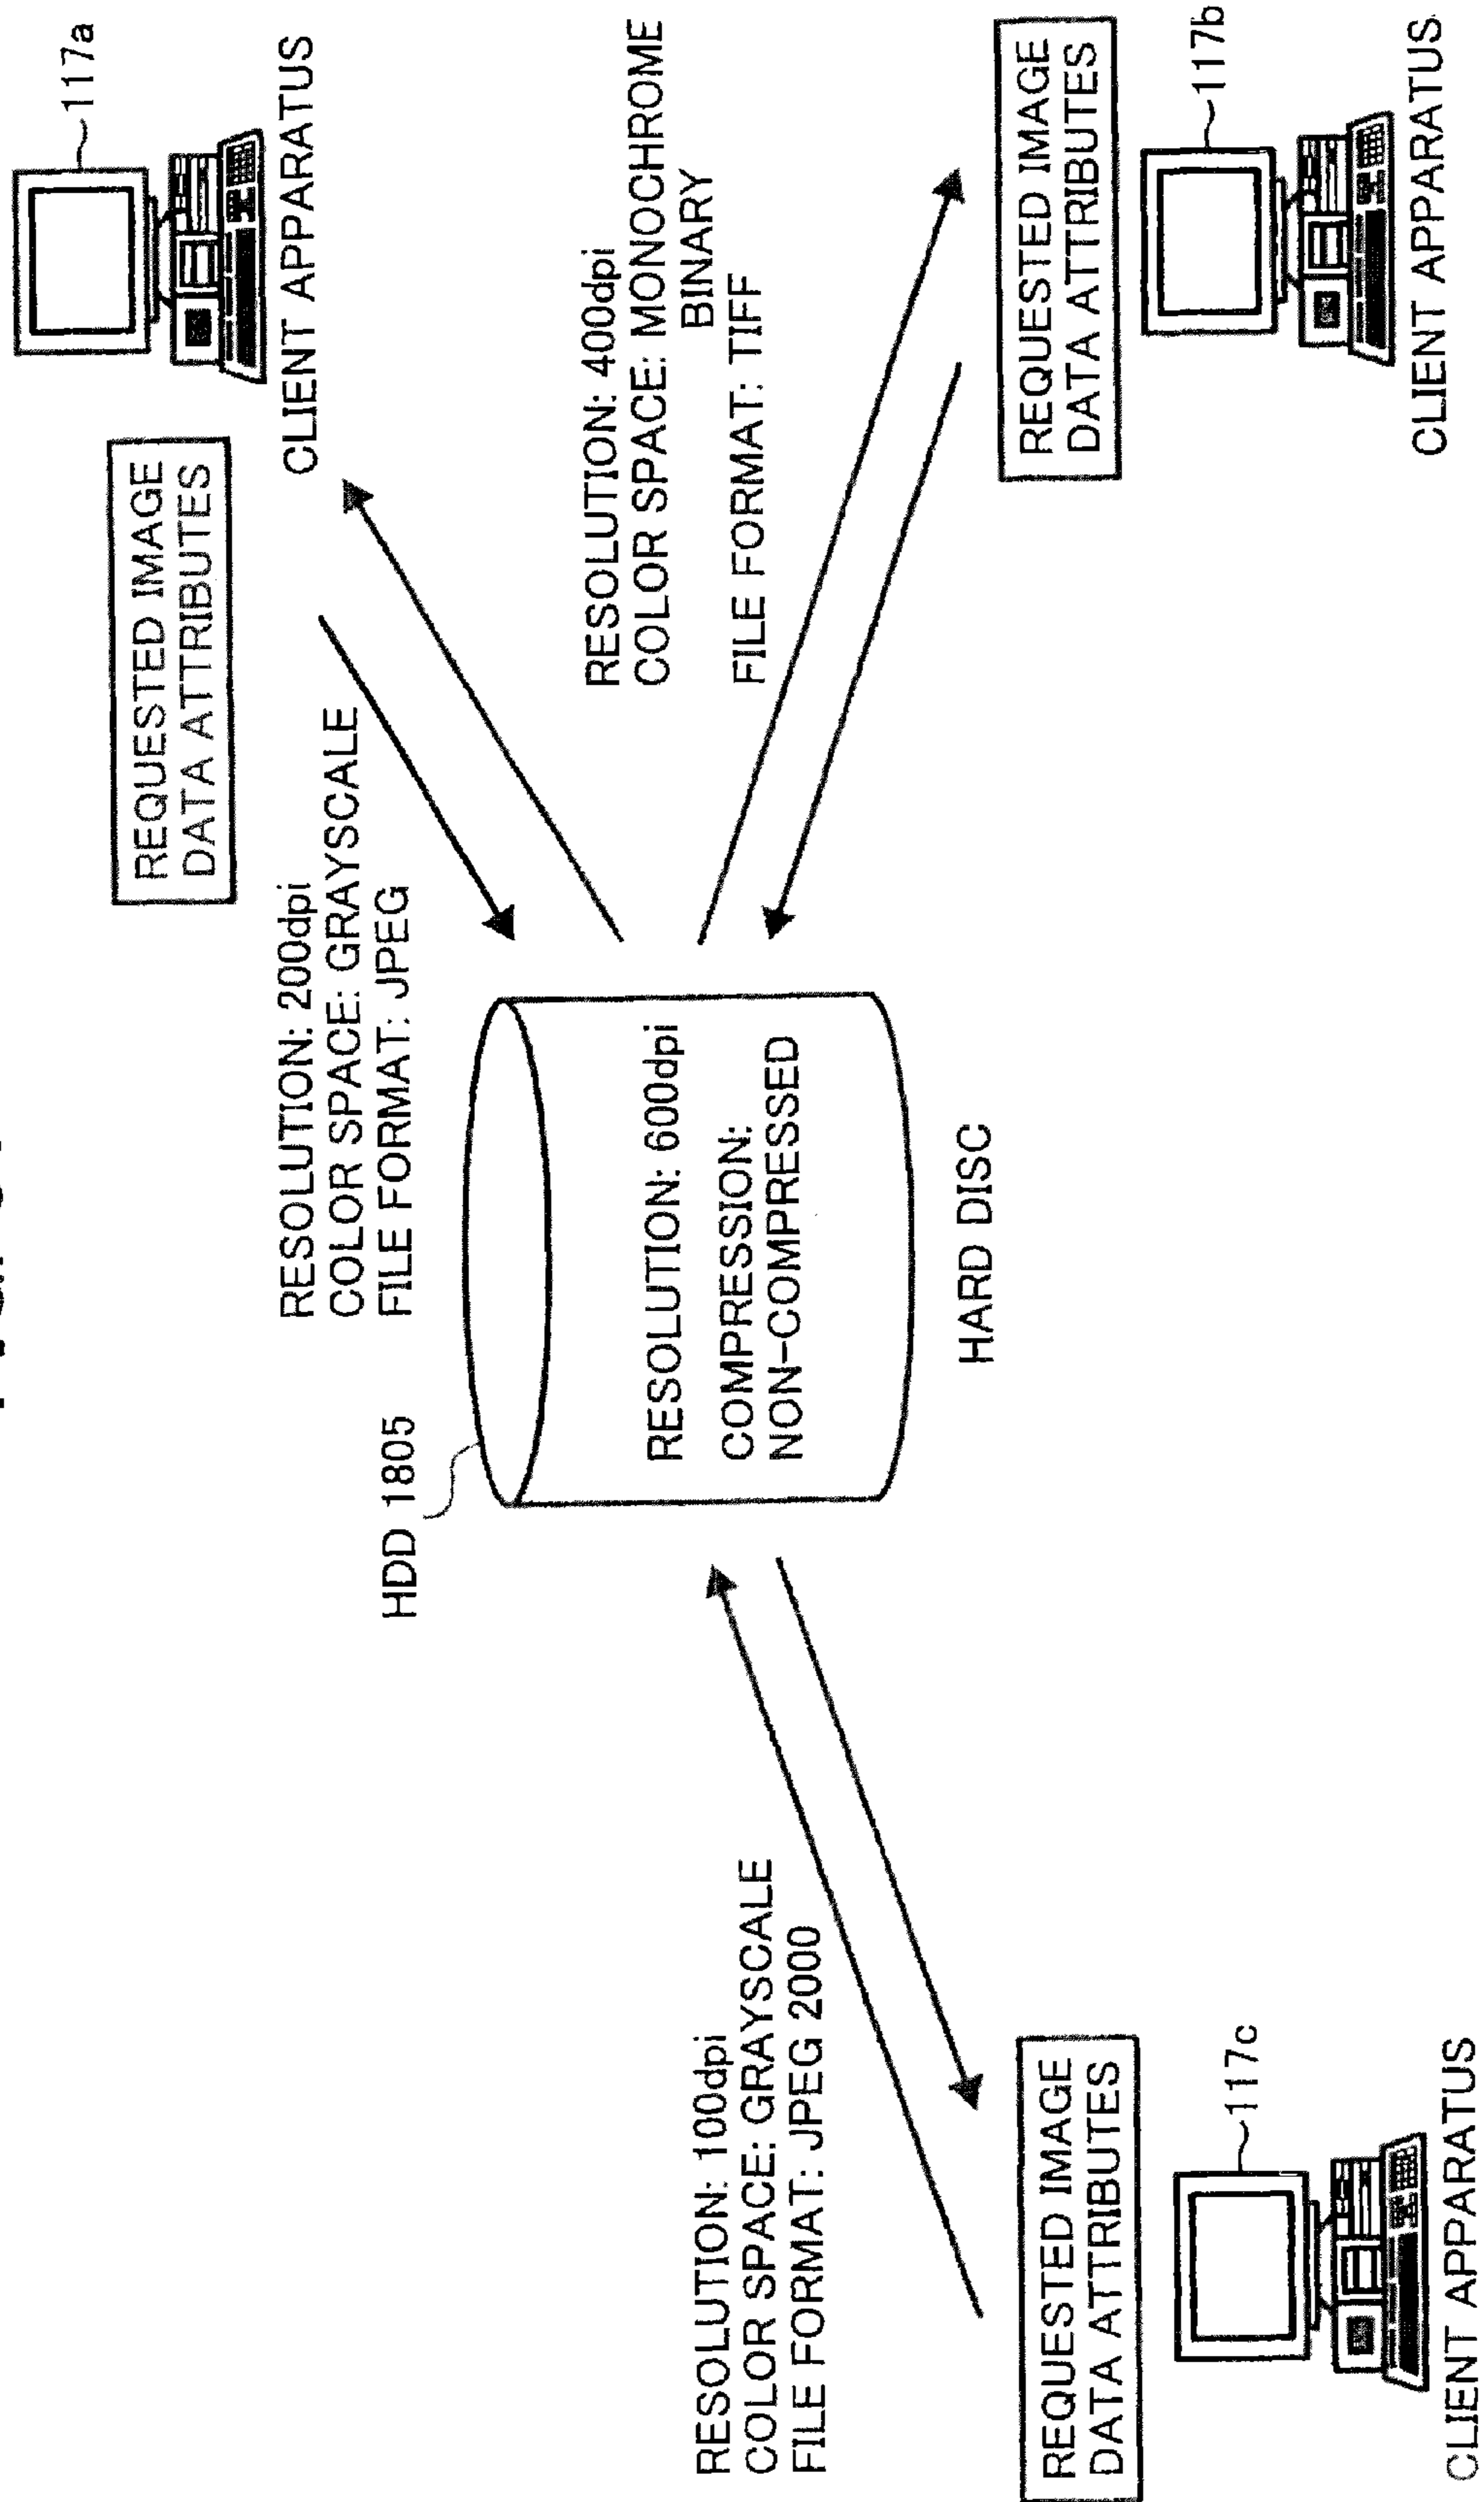 117a
CLIENT APPARATUS
REQUESTED IMAGE
DATA ATTRIBUTES
RESOLUTION: 200dpi
COLOR SPACE: GRAYSCALE
FILE FORMAT: JPEG
HDD 1805
RESOLUTION: 600dpi
COMPRESSION:
NON-COMPRESSED
HARD DISC
RESOLUTION: 400dpi
COLOR SPACE: MONOCHROME
BINARY
FILE FORMAT: TIFF
REQUESTED IMAGE
DATA ATTRIBUTES
117b
CLIENT APPARATUS
RESOLUTION: 100dpi
COLOR SPACE: GRAYSCALE
FILE FORMAT: JPEG 2000
REQUESTED IMAGE
DATA ATTRIBUTES
117c
CLIENT APPARATUS